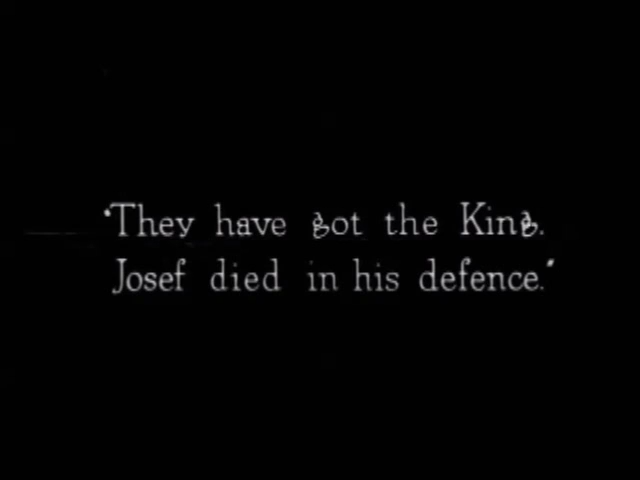 'They have got the King.
Josef died in his defence.'